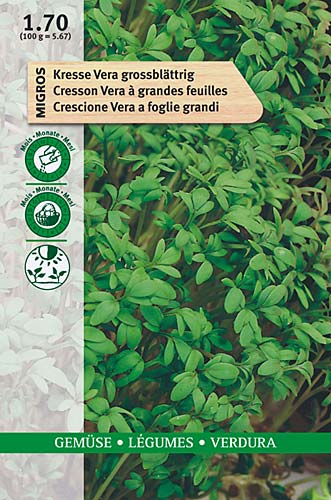 1.70
(100 g = 5.67)
MIGROS
Kresse Vera grossblättrig
Cresson Vera à grandes feuilles
Crescione Vera a foglie grandi
Mois • Monate • Mesi
Mois • Monate • Mesi
GEMÜSE • LÉGUMES • VERDURA